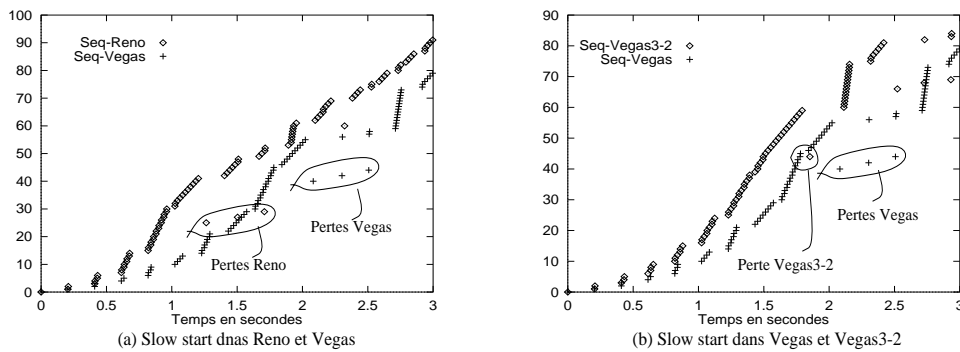 100
90
80
70
60
50
40
30
20
10
0
Seq-Reno
Seq-Vegas
Pertes Vegas
Pertes Reno
0 0.5 1 1.5 2 2.5 3
Temps en secondes
(a) Slow start dnas Reno et Vegas
90
80
70
60
50
40
30
20
10
0
Seq-Vegas3-2
Seq-Vegas
Pertes Vegas
Perte Vegas3-2
0 0.5 1 1.5 2 2.5 3
Temps en secondes
(b) Slow start dans Vegas et Vegas3-2